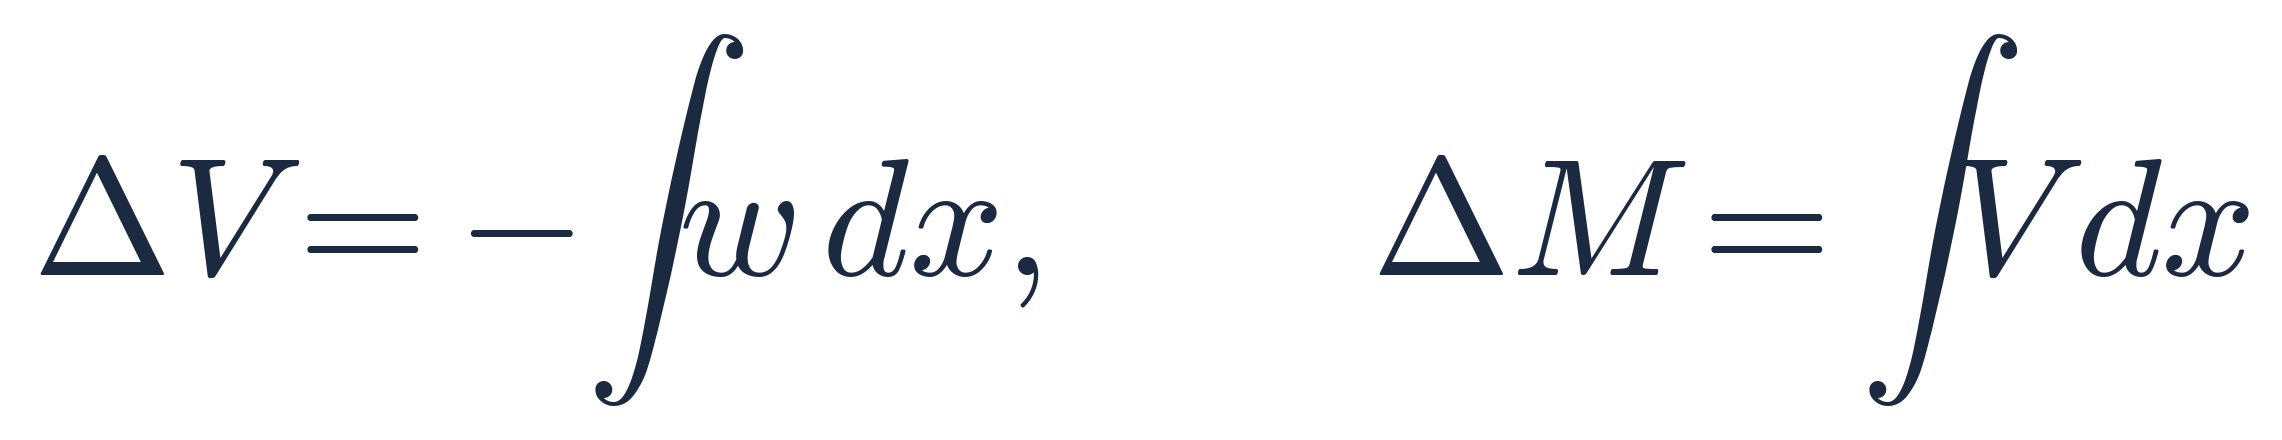 ΔV = −∫w dx,    ΔM = ∫V dx